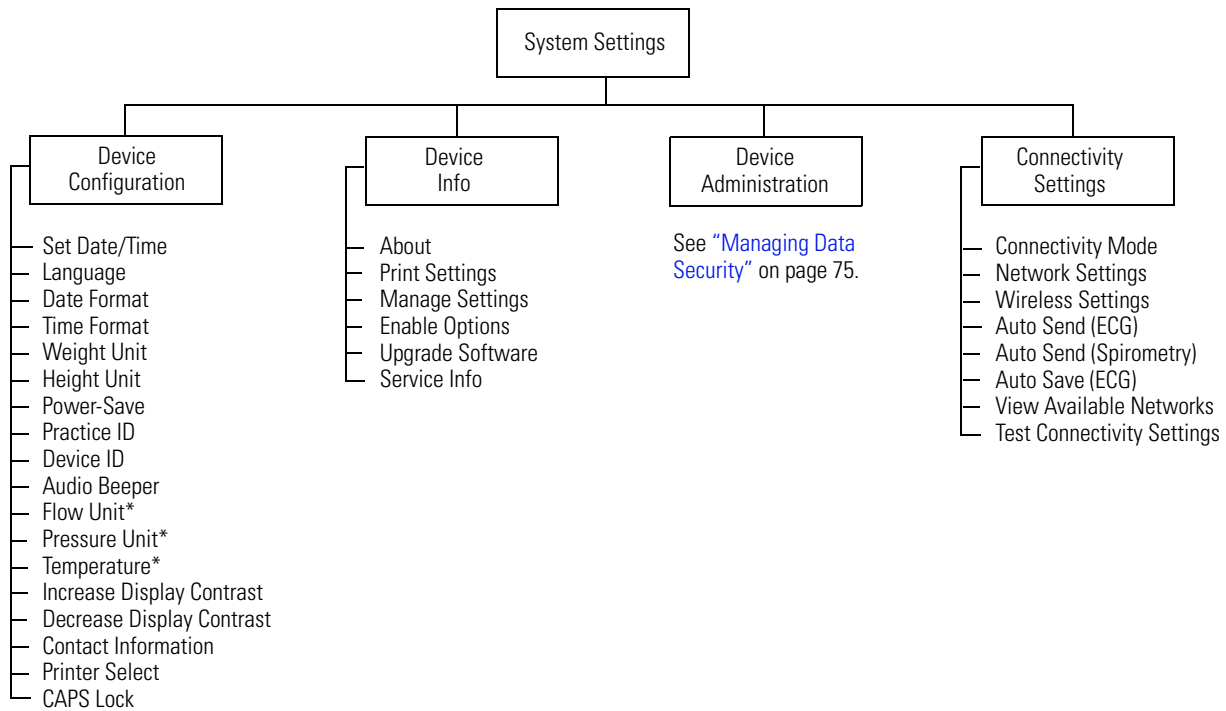 System Settings
Device
Configuration
Set Date/Time
Language
Date Format
Time Format
Weight Unit
Height Unit
Power-Save
Practice ID
Device ID
Audio Beeper
Flow Unit*
Pressure Unit*
Temperature*
Increase Display Contrast
Decrease Display Contrast
Contact Information
Printer Select
CAPS Lock
Device
Info
About
Print Settings
Manage Settings
Enable Options
Upgrade Software
Service Info
Device
Administration
See “Managing Data
Security” on page 75.
Connectivity
Settings
Connectivity Mode
Network Settings
Wireless Settings
Auto Send (ECG)
Auto Send (Spirometry)
Auto Save (ECG)
View Available Networks
Test Connectivity Settings